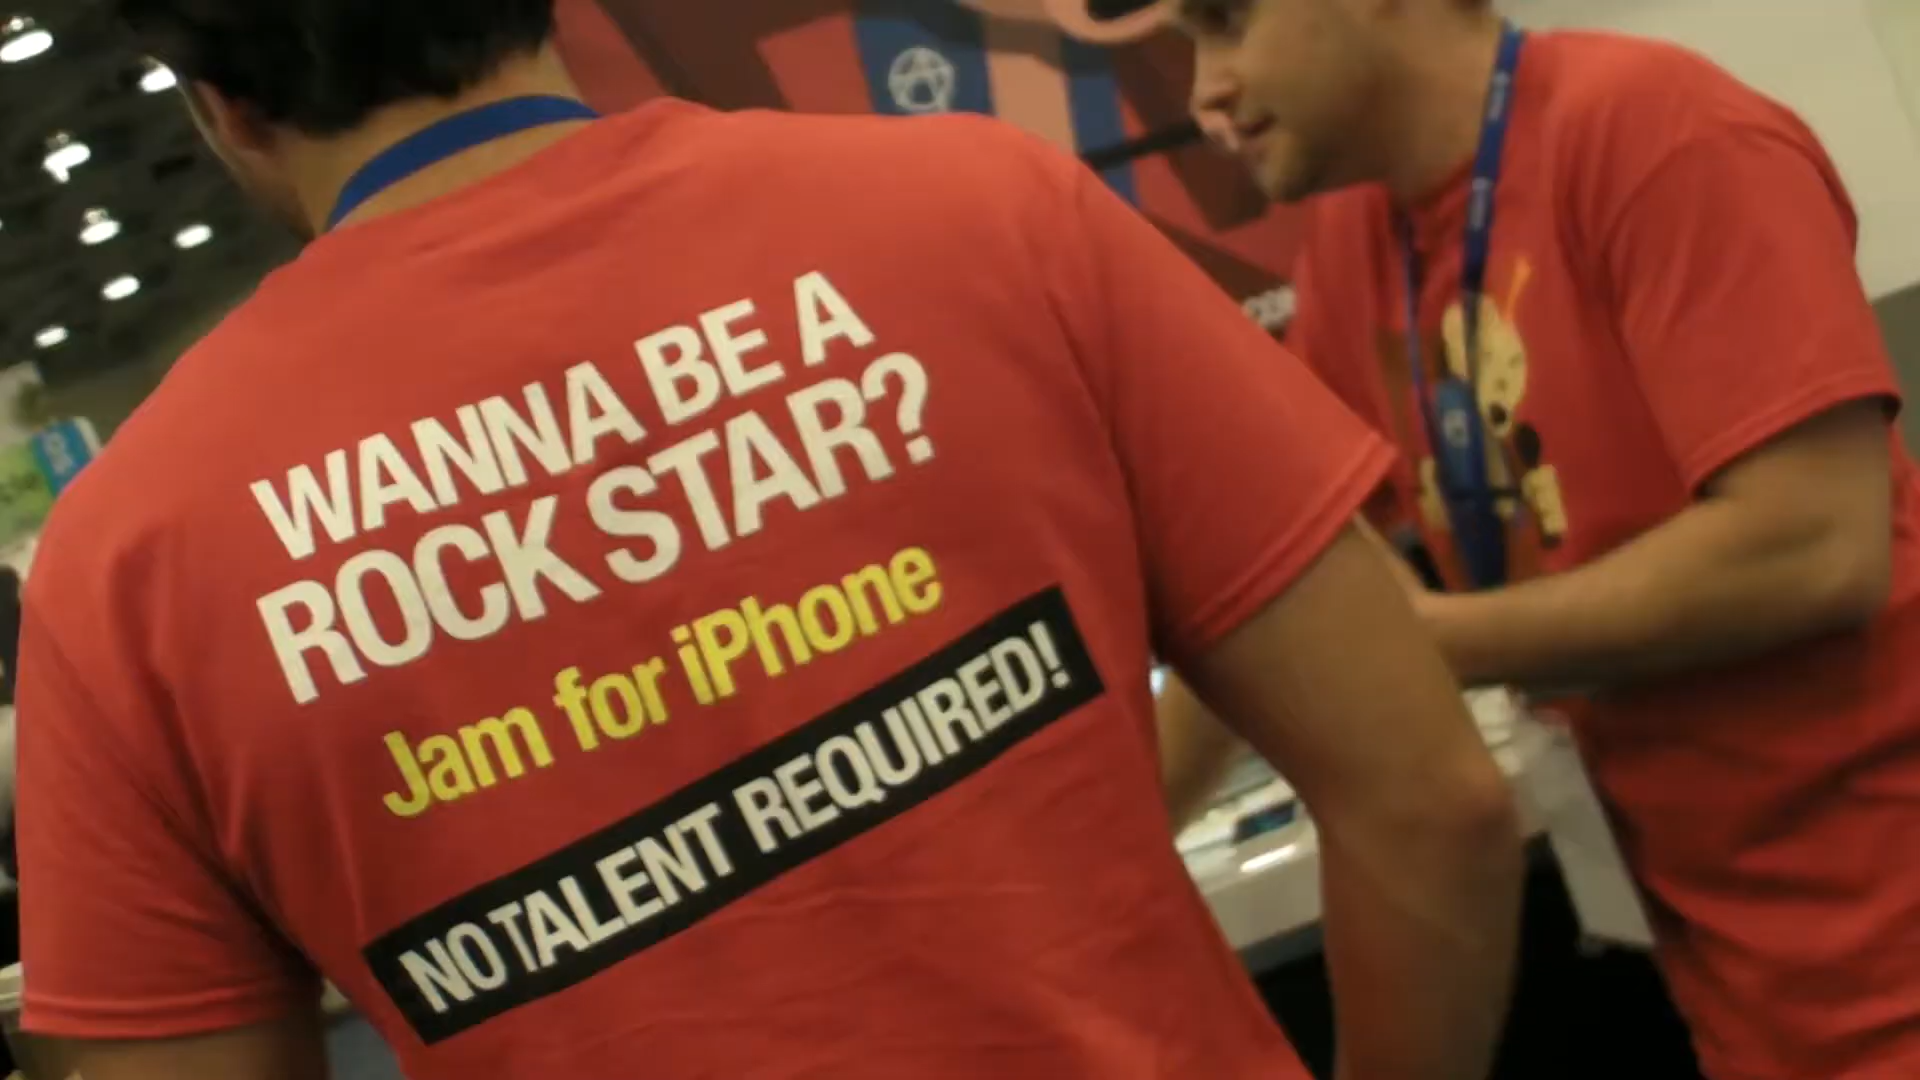 WANNA BE A
ROCK STAR?
Jam for iPhone
NO TALENT REQUIRED!